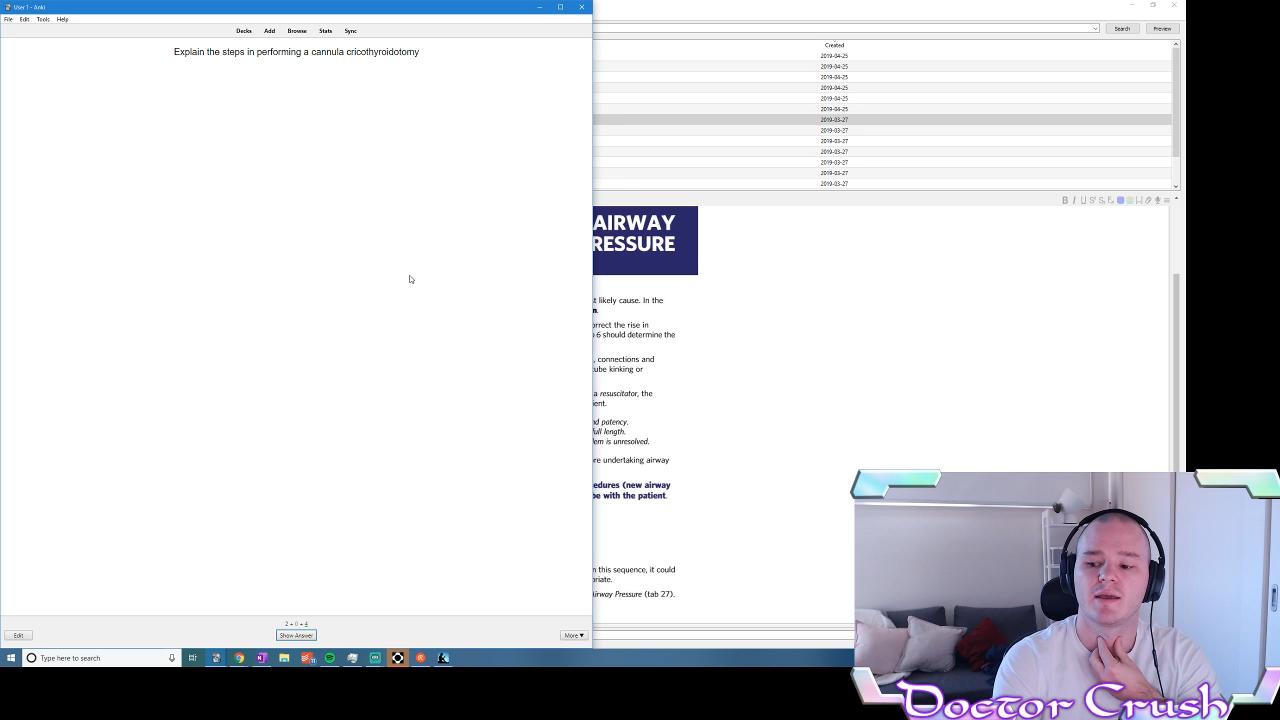 User 1 - Anki
File Edit Tools Help
Decks Add Browse Stats Sync
Explain the steps in performing a cannula cricothyroidotomy
2 + 0 + 4
Edit
Show Answer
More ▼
Search
Preview
Created
2019-04-25
2019-04-25
2019-04-25
2019-04-25
2019-04-25
2019-04-25
2019-03-27
2019-03-27
2019-03-27
2019-03-27
2019-03-27
2019-03-27
2019-03-27
AIRWAY
RESSURE
t likely cause. In the
n.
orrect the rise in
6 should determine the
, connections and
tube kinking or
a resuscitator, the
ient.
nd patency.
full length.
lem is unresolved.
re undertaking airway
edures (new airway
be with the patient.
n this sequence, it could
riate.
Airway Pressure (tab 27).
Type here to search
Doctor Crush